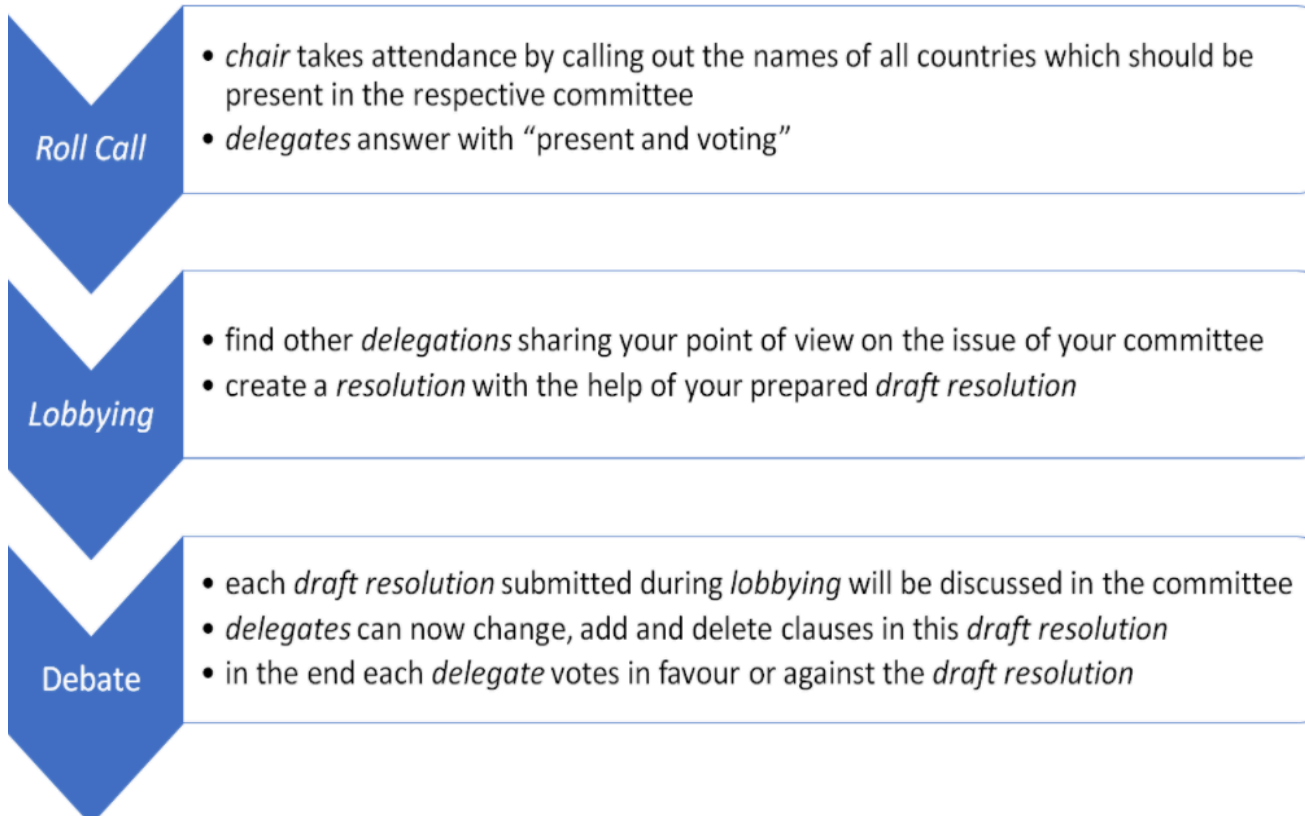 Roll Call
• chair takes attendance by calling out the names of all countries which should be
present in the respective committee
• delegates answer with “present and voting”
Lobbying
• find other delegations sharing your point of view on the issue of your committee
• create a resolution with the help of your prepared draft resolution
Debate
• each draft resolution submitted during lobbying will be discussed in the committee
• delegates can now change, add and delete clauses in this draft resolution
• in the end each delegate votes in favour or against the draft resolution